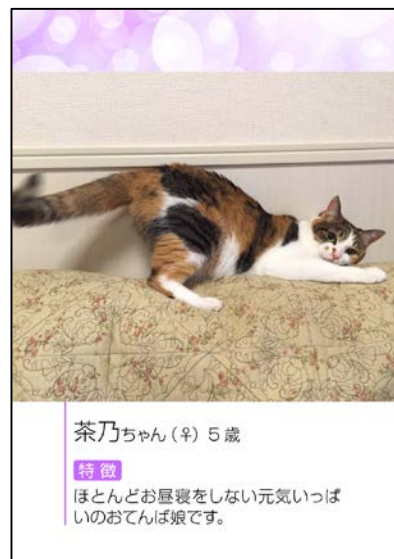 茶乃ちゃん（♀）５歳
特徴
ほとんどお昼寝をしない元気いっぱ
いのおてんば娘です。